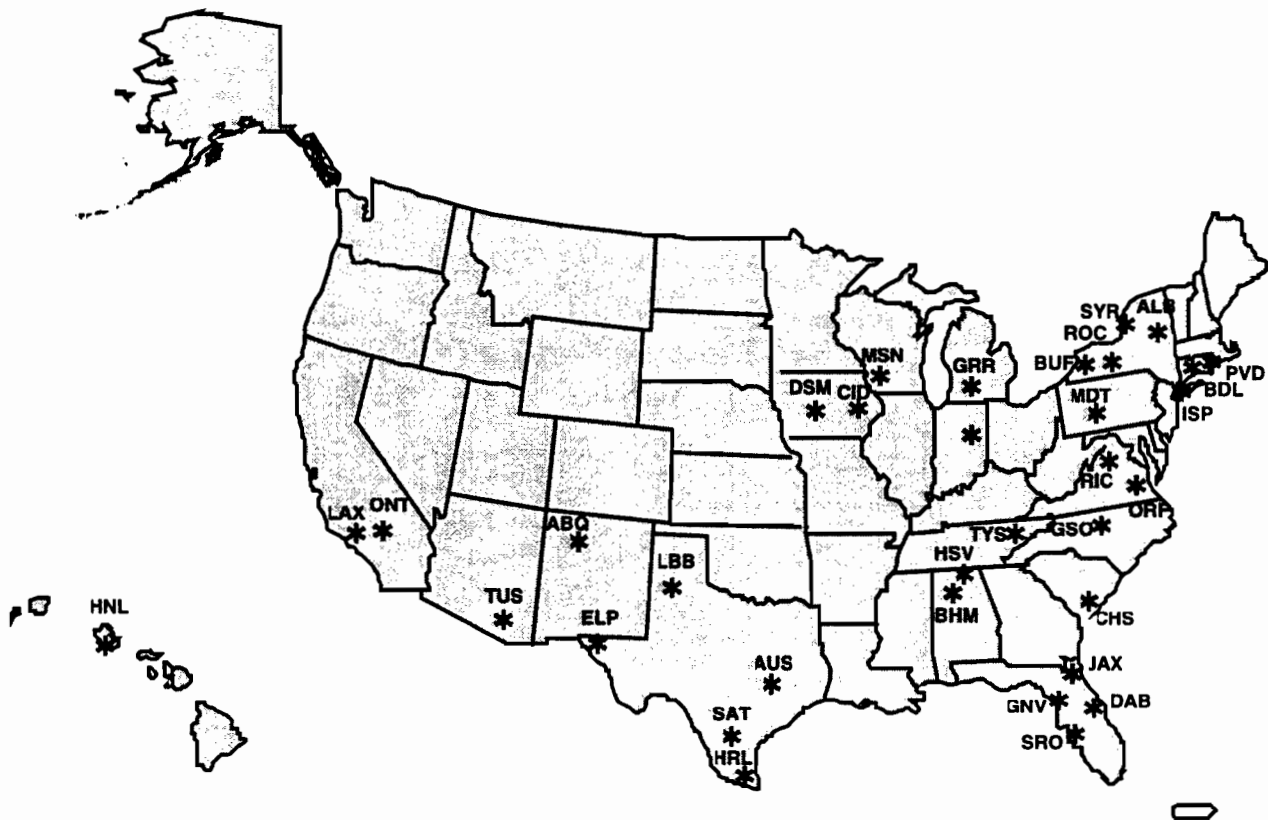 SYR
ALB
ROC
BUF
PVD
BDL
ISP
MSN
GRR
DSM
CID
MDT
RIC
ORF
LAX
ONT
ABQ
TYS
GSO
HSV
LBB
BHM
CHS
TUS
ELP
HNL
AUS
JAX
GNV
DAB
SAT
SRO
HRL